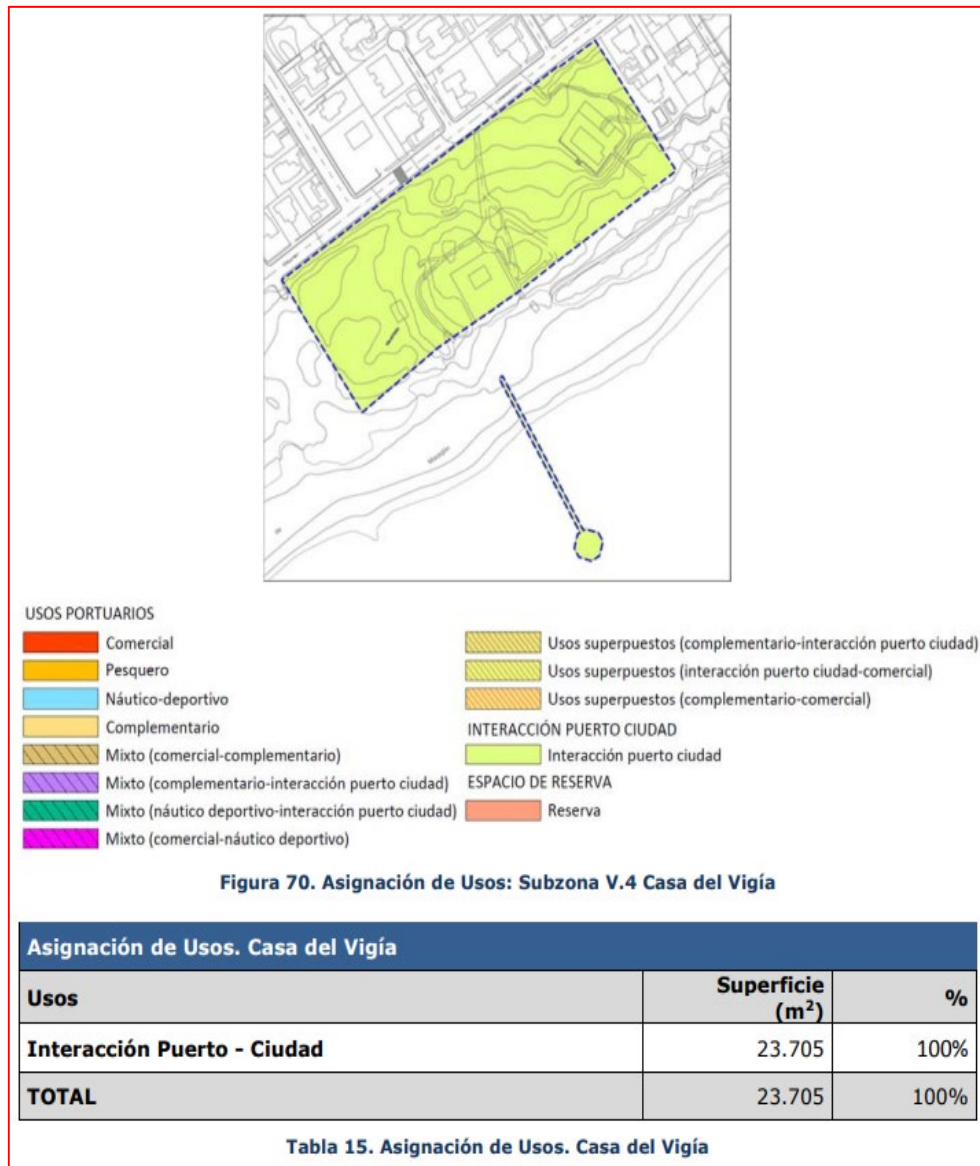 USOS PORTUARIOS
Comercial
Pesquero
Náutico-deportivo
Complementario
Mixto (comercial-complementario)
Mixto (complementario-interacción puerto ciudad)
Mixto (náutico deportivo-interacción puerto ciudad)
Mixto (comercial-náutico deportivo)
Usos superpuestos (complementario-interacción puerto ciudad)
Usos superpuestos (interacción puerto ciudad-comercial)
Usos superpuestos (complementario-comercial)
INTERACCIÓN PUERTO CIUDAD
Interacción puerto ciudad
ESPACIO DE RESERVA
Reserva
Figura 70. Asignación de Usos: Subzona V.4 Casa del Vigía
Asignación de Usos. Casa del Vigía
Usos Superficie (m²) %
Interacción Puerto - Ciudad 23.705 100%
TOTAL 23.705 100%
Tabla 15. Asignación de Usos. Casa del Vigía